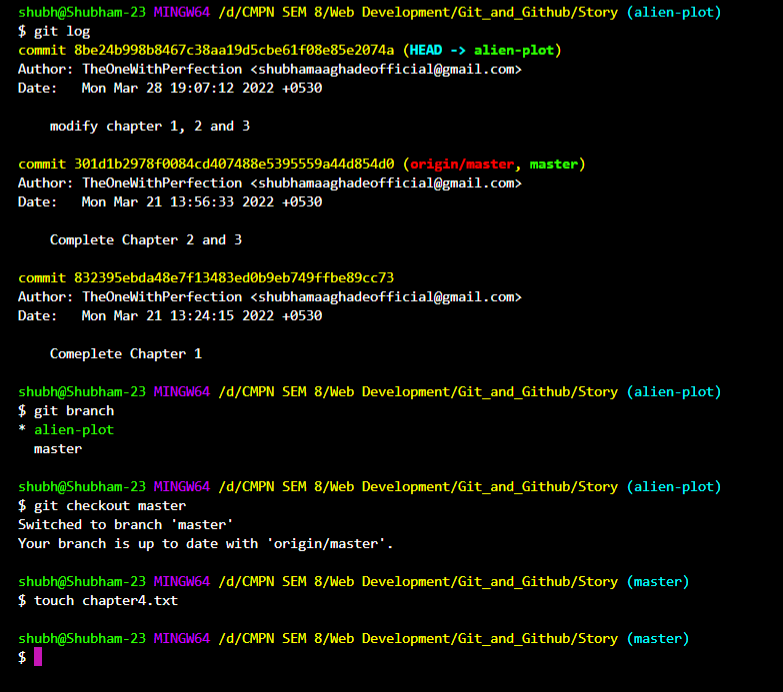 shubh@Shubham-23 MINGW64 /d/CMPN SEM 8/Web Development/Git_and_Github/Story (alien-plot)
$ git log
commit 8be24b998b8467c38aa19d5cbe61f08e85e2074a (HEAD -> alien-plot)
Author: TheOneWithPerfection <shubhamaaghadeofficial@gmail.com>
Date:   Mon Mar 28 19:07:12 2022 +0530

    modify chapter 1, 2 and 3

commit 301d1b2978f0084cd407488e5395559a44d854d0 (origin/master, master)
Author: TheOneWithPerfection <shubhamaaghadeofficial@gmail.com>
Date:   Mon Mar 21 13:56:33 2022 +0530

    Complete Chapter 2 and 3

commit 832395ebda48e7f13483ed0b9eb749ffbe89cc73
Author: TheOneWithPerfection <shubhamaaghadeofficial@gmail.com>
Date:   Mon Mar 21 13:24:15 2022 +0530

    Comeplete Chapter 1

shubh@Shubham-23 MINGW64 /d/CMPN SEM 8/Web Development/Git_and_Github/Story (alien-plot)
$ git branch
* alien-plot
  master

shubh@Shubham-23 MINGW64 /d/CMPN SEM 8/Web Development/Git_and_Github/Story (alien-plot)
$ git checkout master
Switched to branch 'master'
Your branch is up to date with 'origin/master'.

shubh@Shubham-23 MINGW64 /d/CMPN SEM 8/Web Development/Git_and_Github/Story (master)
$ touch chapter4.txt

shubh@Shubham-23 MINGW64 /d/CMPN SEM 8/Web Development/Git_and_Github/Story (master)
$